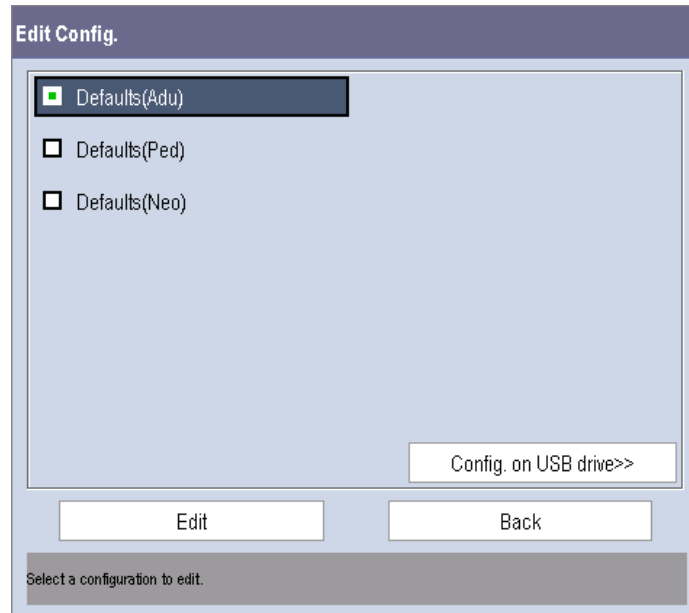 Edit Config.
Defaults(Adu)
Defaults(Ped)
Defaults(Neo)
Config. on USB drive>>
Edit Back
Select a configuration to edit.